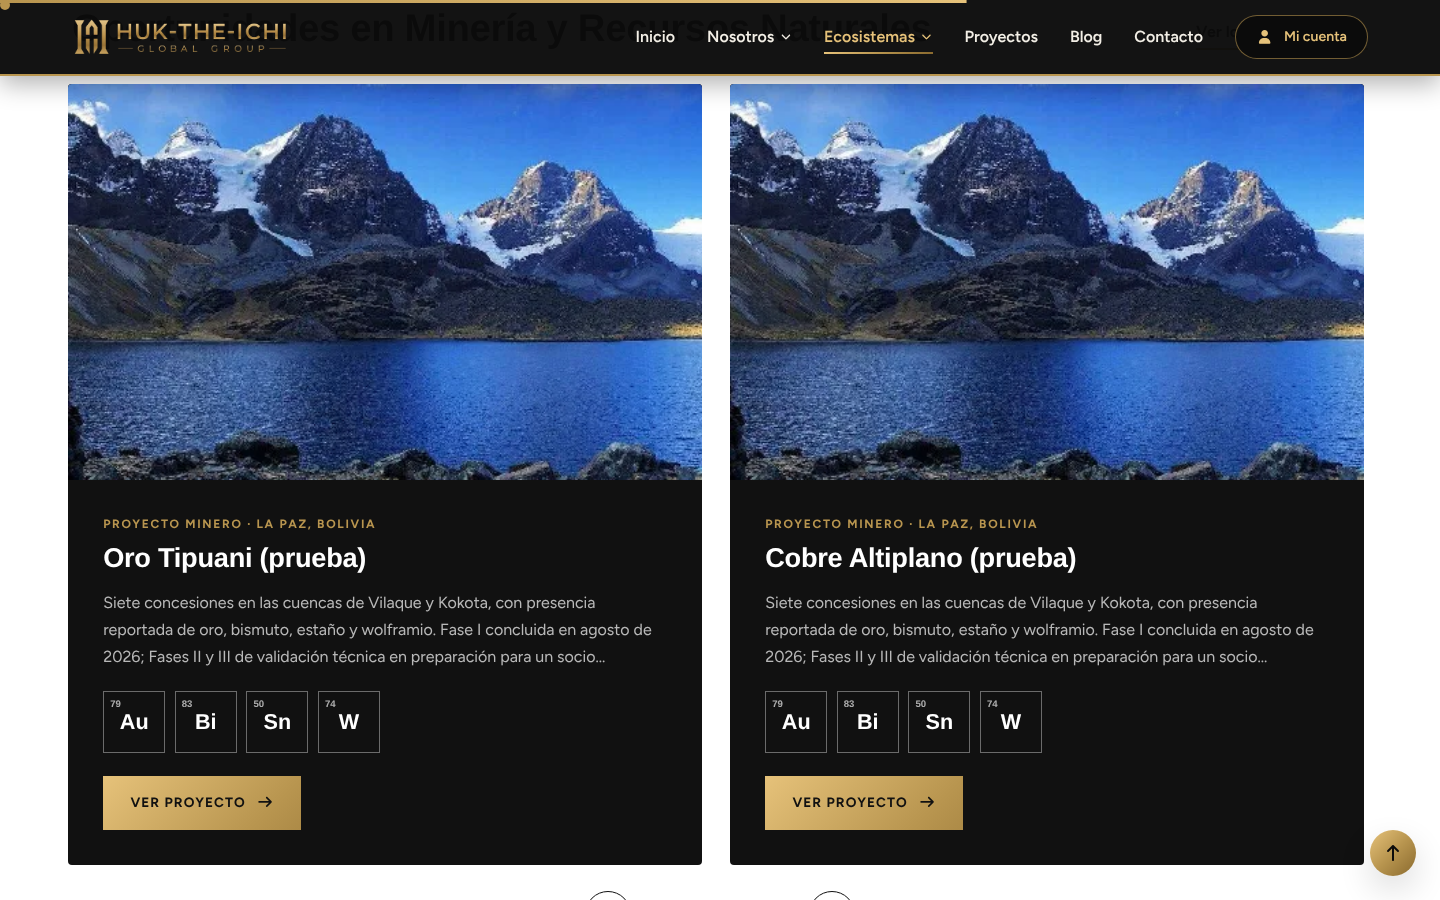 HUK-THE-ICHI
GLOBAL GROUP
Inicio
Nosotros
Ecosistemas
Proyectos
Blog
Contacto
Mi cuenta
les en Minería y Recursos Naturales
PROYECTO MINERO · LA PAZ, BOLIVIA
Oro Tipuani (prueba)
Siete concesiones en las cuencas de Vilaque y Kokota, con presencia
reportada de oro, bismuto, estaño y wolframio. Fase I concluida en agosto de
2026; Fases II y III de validación técnica en preparación para un socio...
79 Au
83 Bi
50 Sn
74 W
VER PROYECTO
PROYECTO MINERO · LA PAZ, BOLIVIA
Cobre Altiplano (prueba)
Siete concesiones en las cuencas de Vilaque y Kokota, con presencia
reportada de oro, bismuto, estaño y wolframio. Fase I concluida en agosto de
2026; Fases II y III de validación técnica en preparación para un socio...
79 Au
83 Bi
50 Sn
74 W
VER PROYECTO